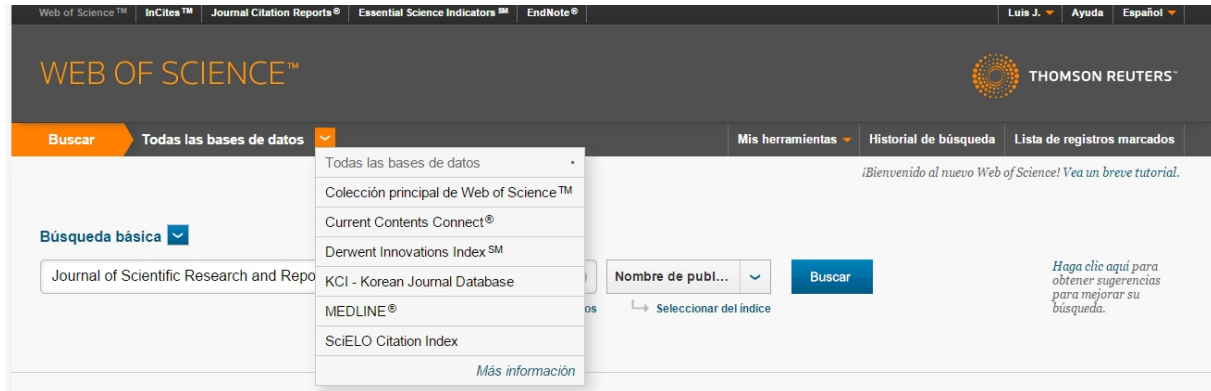 Web of Science™ InCites™ Journal Citation Reports® Essential Science Indicators℠ EndNote® Luis J. Ayuda Español
WEB OF SCIENCE™ THOMSON REUTERS™
Buscar Todas las bases de datos Mis herramientas Historial de búsqueda Lista de registros marcados
Todas las bases de datos
¡Bienvenido al nuevo Web of Science! Vea un breve tutorial.
Colección principal de Web of Science™
Current Contents Connect®
Búsqueda básica
Derwent Innovations Index℠
Journal of Scientific Research and Repo KCI - Korean Journal Database Nombre de publ... Buscar
Haga clic aquí para
obtener sugerencias
para mejorar su
búsqueda.
MEDLINE® Seleccionar del índice
SciELO Citation Index
Más información